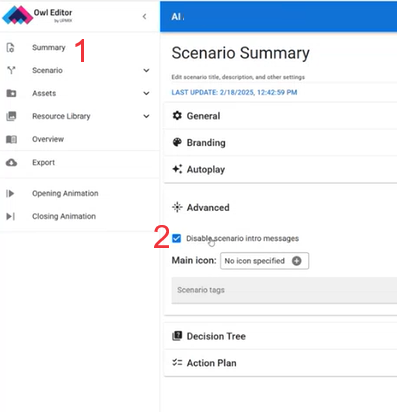 Owl Editor
by UPMER
Summary
1
Scenario
Assets
Resource Library
Overview
Export
Opening Animation
Closing Animation
AI
Scenario Summary
Edit scenario title, description, and other settings
LAST UPDATE: 2/18/2025, 12:42:59 PM
General
Branding
Autoplay
Advanced
2
Disable scenario intro messages
Main icon: No icon specified
Scenario tags
Decision Tree
Action Plan